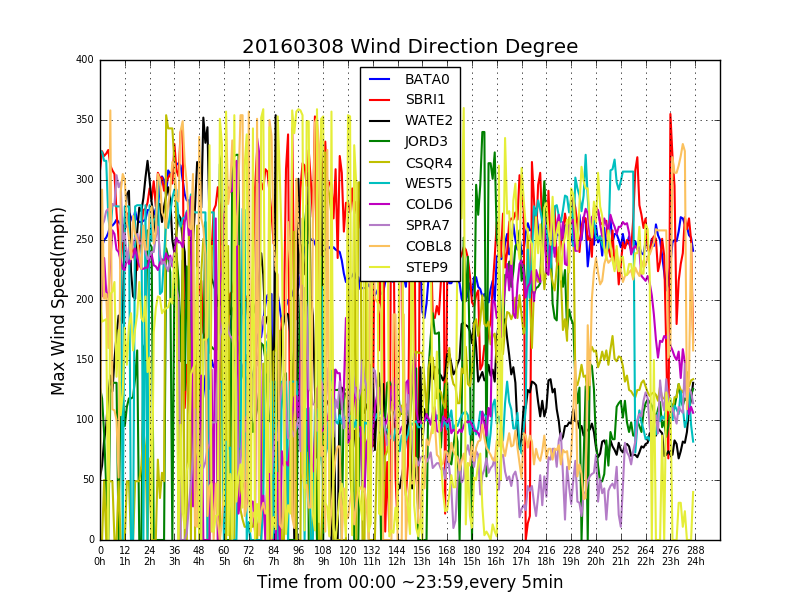 20160308 Wind Direction Degree
Max Wind Speed(mph)
400
350
300
250
200
150
100
50
0
BATA0
SBRI1
WATE2
JORD3
CSQR4
WEST5
COLD6
SPRA7
COBL8
STEP9
0 12 24 36 48 60 72 84 96 108 120 132 144 156 168 180 192 204 216 228 240 252 264 276 288
0h 1h 2h 3h 4h 5h 6h 7h 8h 9h 10h 11h 12h 13h 14h 15h 16h 17h 18h 19h 20h 21h 22h 23h 24h
Time from 00:00 ~23:59,every 5min